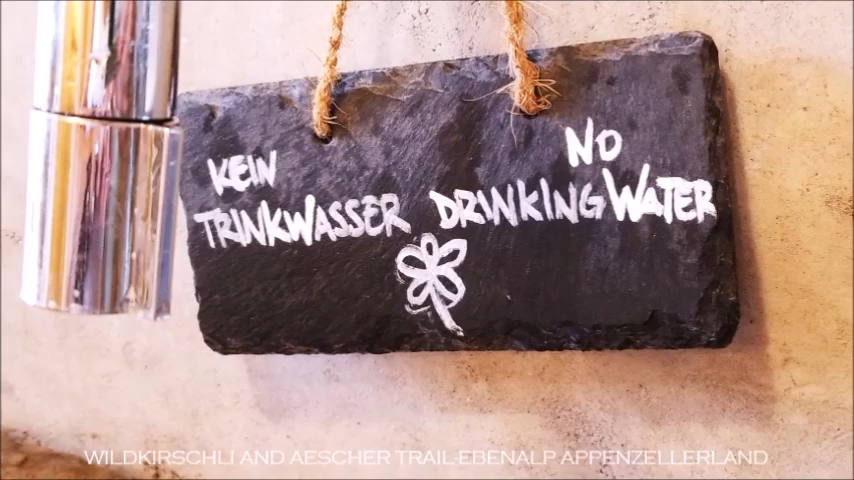 KEIN
TRINKWASSER
NO
DRINKING WATER
WILDKIRSCHLI AND AESCHER TRAIL-EBENALP APPENZELLERLAND